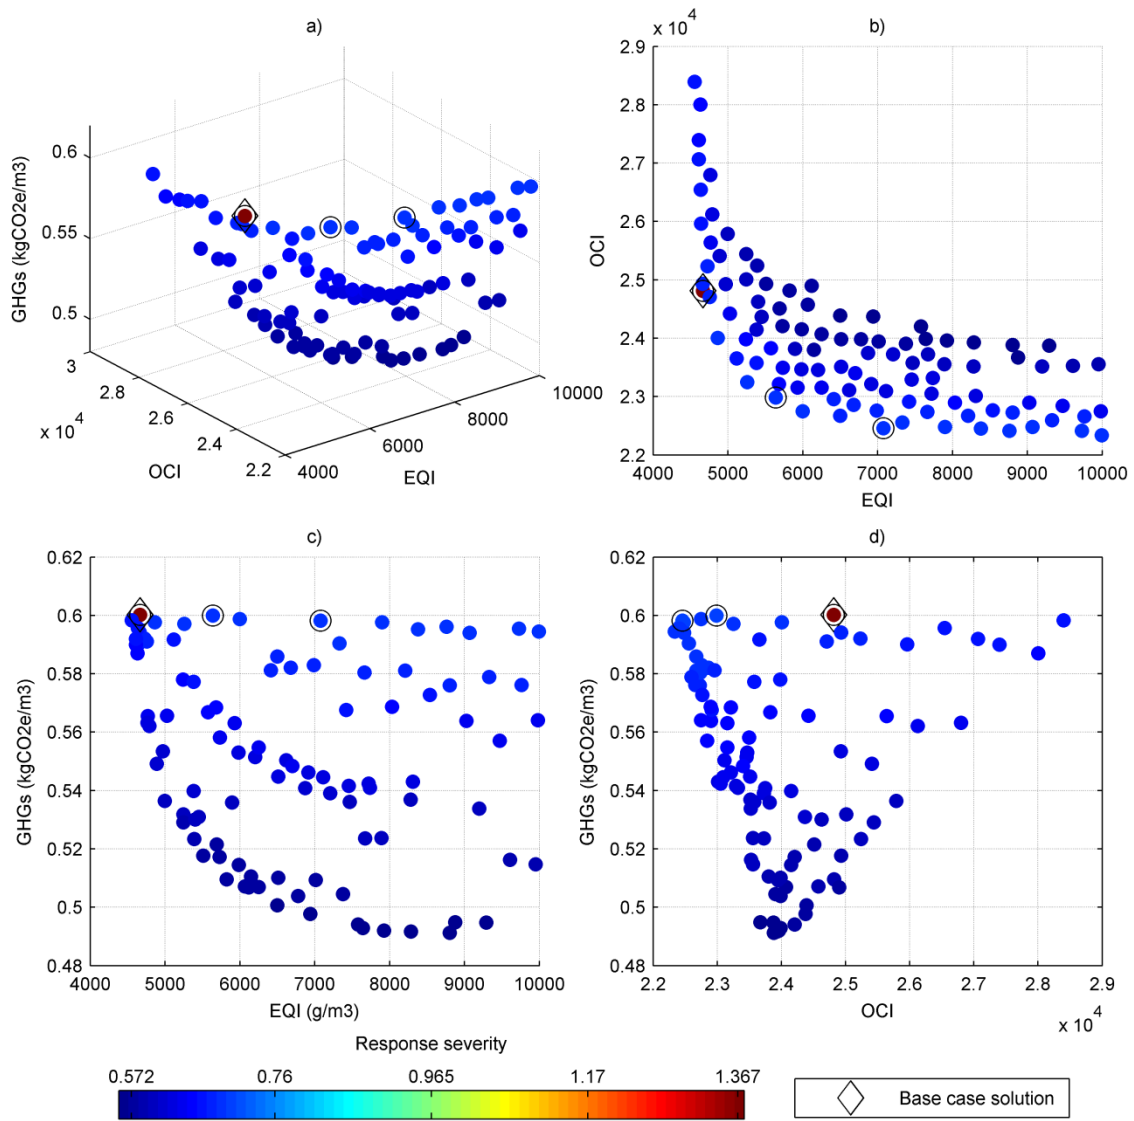 a)
GHGs (kgCO2e/m3)
0.6
0.55
0.5
3
2.8
2.6
2.4
2.2
x 10^4
OCI
4000
6000
8000
10000
EQI
b)
x 10^4
2.9
2.8
2.7
2.6
2.5
2.4
2.3
2.2
OCI
4000 5000 6000 7000 8000 9000 10000
EQI
c)
0.62
0.6
0.58
0.56
0.54
0.52
0.5
0.48
GHGs (kgCO2e/m3)
4000 5000 6000 7000 8000 9000 10000
EQI (g/m3)
d)
0.62
0.6
0.58
0.56
0.54
0.52
0.5
0.48
GHGs (kgCO2e/m3)
2.2 2.3 2.4 2.5 2.6 2.7 2.8 2.9
OCI
x 10^4
Response severity
0.572 0.76 0.965 1.17 1.367
Base case solution